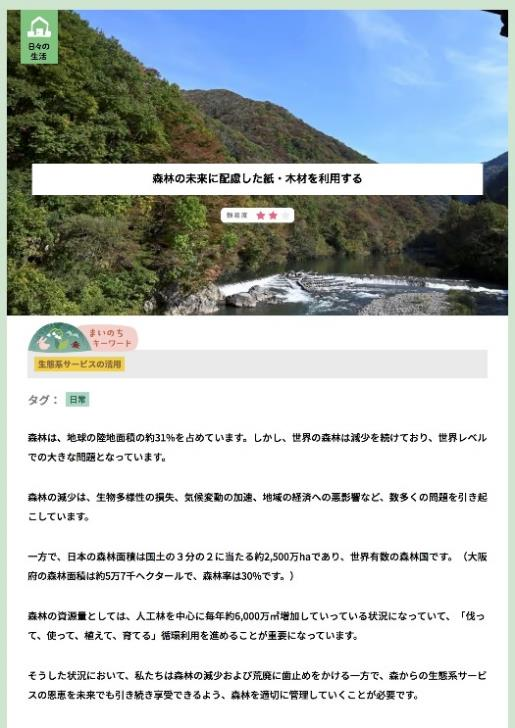 日々の
生活
森林の未来に配慮した紙・木材を利用する
難易度 ★★★
まいのち
キーワード
生態系サービスの活用
タグ： 日常
森林は、地球の陸地面積の約31%を占めています。しかし、世界の森林は減少を続けており、世界レベル
での大きな問題となっています。
森林の減少は、生物多様性の損失、気候変動の加速、地域の経済への悪影響など、数多くの問題を引き起
こしています。
一方で、日本の森林面積は国土の３分の２に当たる約2,500万haであり、世界有数の森林国です。（大阪
府の森林面積は約5万7千ヘクタールで、森林率は30%です。）
森林の資源量としては、人工林を中心に毎年約6,000万㎥増加していっている状況になっていて、「伐っ
て、使って、植えて、育てる」循環利用を進めることが重要になっています。
そうした状況において、私たちは森林の減少および荒廃に歯止めをかける一方で、森からの生態系サービ
スの恩恵を未来でも引き続き享受できるよう、森林を適切に管理していくことが必要です。